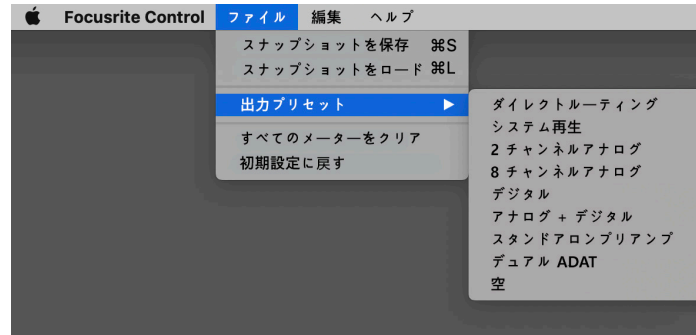 Focusrite Control ファイル 編集 ヘルプ
スナップショットを保存 ⌘S
スナップショットをロード ⌘L
出力プリセット ▶
すべてのメーターをクリア
初期設定に戻す
ダイレクトルーティング
システム再生
2 チャンネルアナログ
8 チャンネルアナログ
デジタル
アナログ + デジタル
スタンドアロンプリアンプ
デュアル ADAT
空